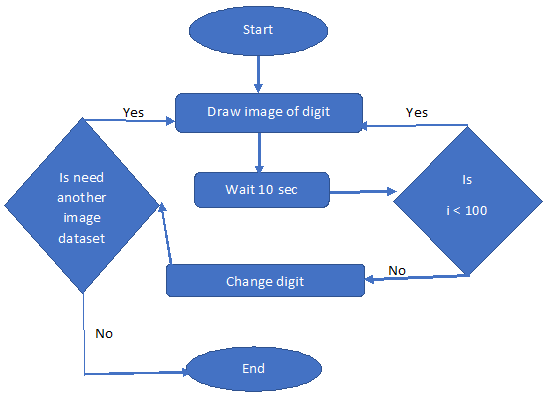 Start
Yes
Draw image of digit
Yes
Is need
another
image
dataset
Wait 10 sec
Is
i < 100
No
Change digit
No
End